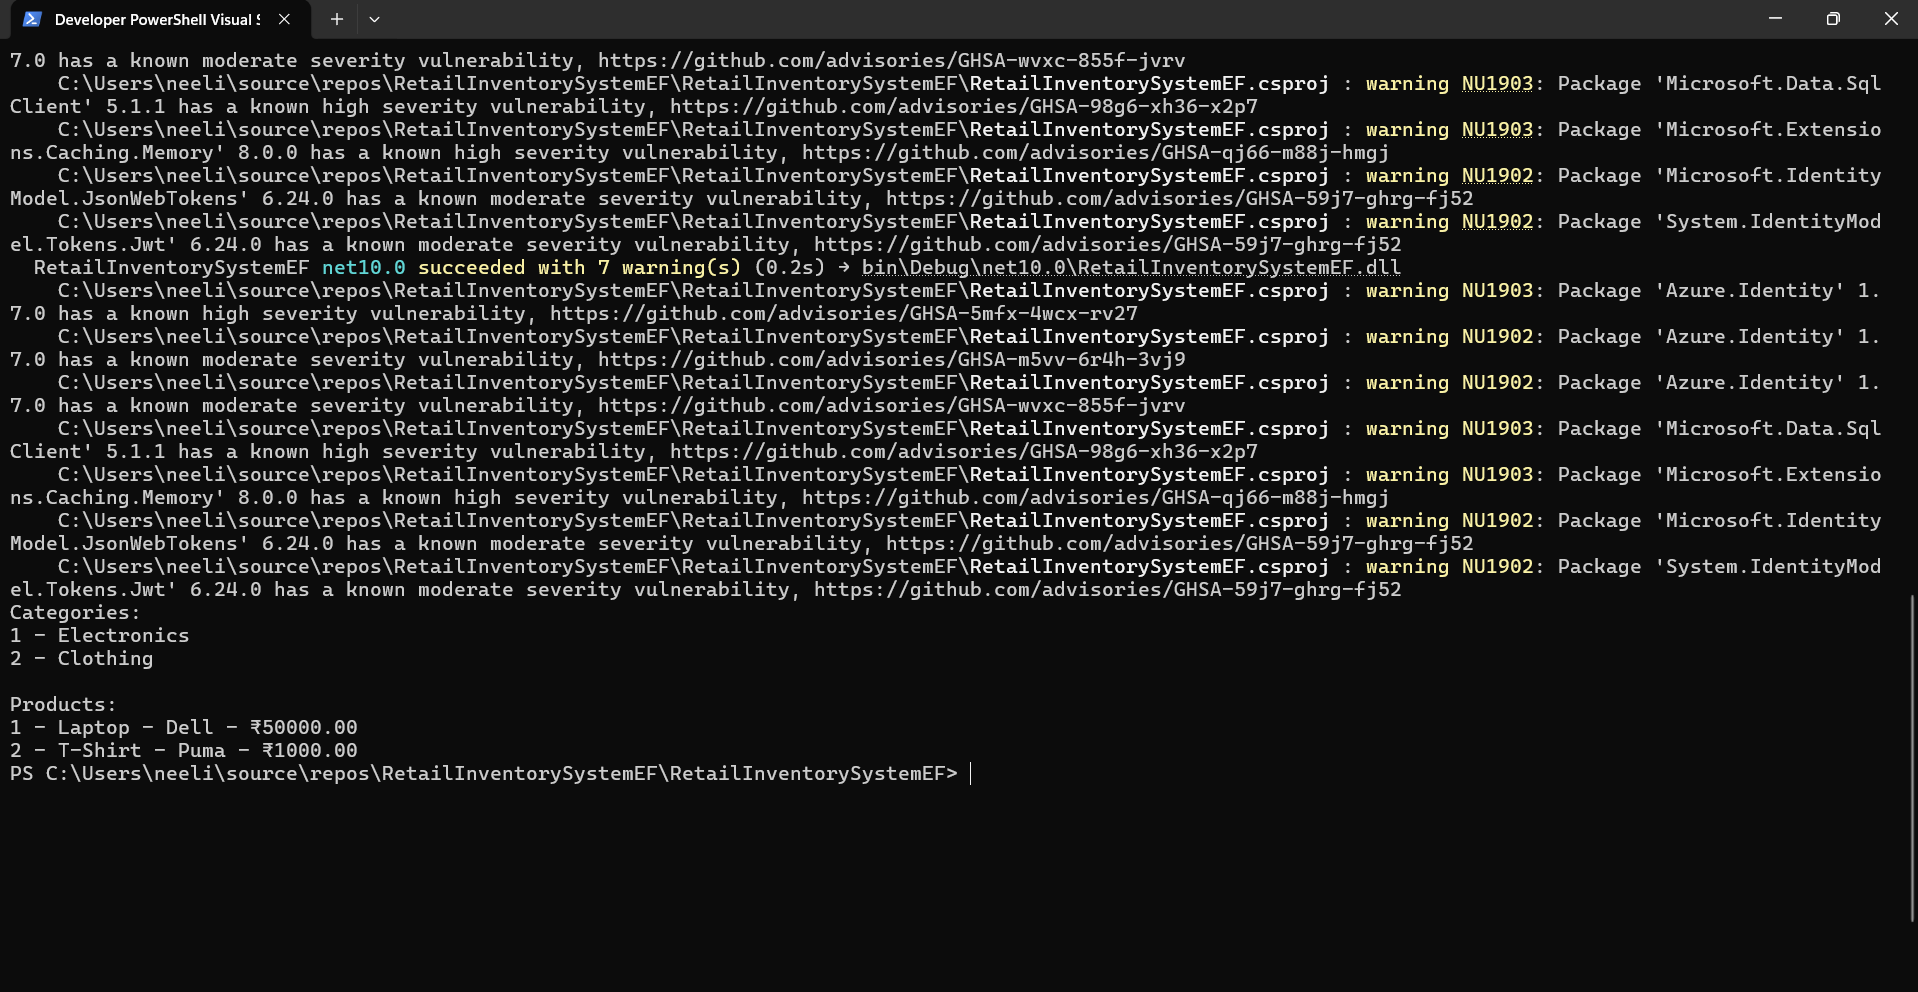 Developer PowerShell Visual S
7.0 has a known moderate severity vulnerability, https://github.com/advisories/GHSA-wvxc-855f-jvrv
C:\Users\neeli\source\repos\RetailInventorySystemEF\RetailInventorySystemEF\RetailInventorySystemEF.csproj : warning NU1903: Package 'Microsoft.Data.Sql
Client' 5.1.1 has a known high severity vulnerability, https://github.com/advisories/GHSA-98g6-xh36-x2p7
C:\Users\neeli\source\repos\RetailInventorySystemEF\RetailInventorySystemEF\RetailInventorySystemEF.csproj : warning NU1903: Package 'Microsoft.Extensio
ns.Caching.Memory' 8.0.0 has a known high severity vulnerability, https://github.com/advisories/GHSA-qj66-m88j-hmgj
C:\Users\neeli\source\repos\RetailInventorySystemEF\RetailInventorySystemEF\RetailInventorySystemEF.csproj : warning NU1902: Package 'Microsoft.Identity
Model.JsonWebTokens' 6.24.0 has a known moderate severity vulnerability, https://github.com/advisories/GHSA-59j7-ghrg-fj52
C:\Users\neeli\source\repos\RetailInventorySystemEF\RetailInventorySystemEF\RetailInventorySystemEF.csproj : warning NU1902: Package 'System.IdentityMod
el.Tokens.Jwt' 6.24.0 has a known moderate severity vulnerability, https://github.com/advisories/GHSA-59j7-ghrg-fj52
RetailInventorySystemEF net10.0 succeeded with 7 warning(s) (0.2s) → bin\Debug\net10.0\RetailInventorySystemEF.dll
C:\Users\neeli\source\repos\RetailInventorySystemEF\RetailInventorySystemEF\RetailInventorySystemEF.csproj : warning NU1903: Package 'Azure.Identity' 1.
7.0 has a known high severity vulnerability, https://github.com/advisories/GHSA-5mfx-4wcx-rv27
C:\Users\neeli\source\repos\RetailInventorySystemEF\RetailInventorySystemEF\RetailInventorySystemEF.csproj : warning NU1902: Package 'Azure.Identity' 1.
7.0 has a known moderate severity vulnerability, https://github.com/advisories/GHSA-m5vv-6r4h-3vj9
C:\Users\neeli\source\repos\RetailInventorySystemEF\RetailInventorySystemEF\RetailInventorySystemEF.csproj : warning NU1902: Package 'Azure.Identity' 1.
7.0 has a known moderate severity vulnerability, https://github.com/advisories/GHSA-wvxc-855f-jvrv
C:\Users\neeli\source\repos\RetailInventorySystemEF\RetailInventorySystemEF\RetailInventorySystemEF.csproj : warning NU1903: Package 'Microsoft.Data.Sql
Client' 5.1.1 has a known high severity vulnerability, https://github.com/advisories/GHSA-98g6-xh36-x2p7
C:\Users\neeli\source\repos\RetailInventorySystemEF\RetailInventorySystemEF\RetailInventorySystemEF.csproj : warning NU1903: Package 'Microsoft.Extensio
ns.Caching.Memory' 8.0.0 has a known high severity vulnerability, https://github.com/advisories/GHSA-qj66-m88j-hmgj
C:\Users\neeli\source\repos\RetailInventorySystemEF\RetailInventorySystemEF\RetailInventorySystemEF.csproj : warning NU1902: Package 'Microsoft.Identity
Model.JsonWebTokens' 6.24.0 has a known moderate severity vulnerability, https://github.com/advisories/GHSA-59j7-ghrg-fj52
C:\Users\neeli\source\repos\RetailInventorySystemEF\RetailInventorySystemEF\RetailInventorySystemEF.csproj : warning NU1902: Package 'System.IdentityMod
el.Tokens.Jwt' 6.24.0 has a known moderate severity vulnerability, https://github.com/advisories/GHSA-59j7-ghrg-fj52
Categories:
1 - Electronics
2 - Clothing
Products:
1 - Laptop - Dell - ₹50000.00
2 - T-Shirt - Puma - ₹1000.00
PS C:\Users\neeli\source\repos\RetailInventorySystemEF\RetailInventorySystemEF>